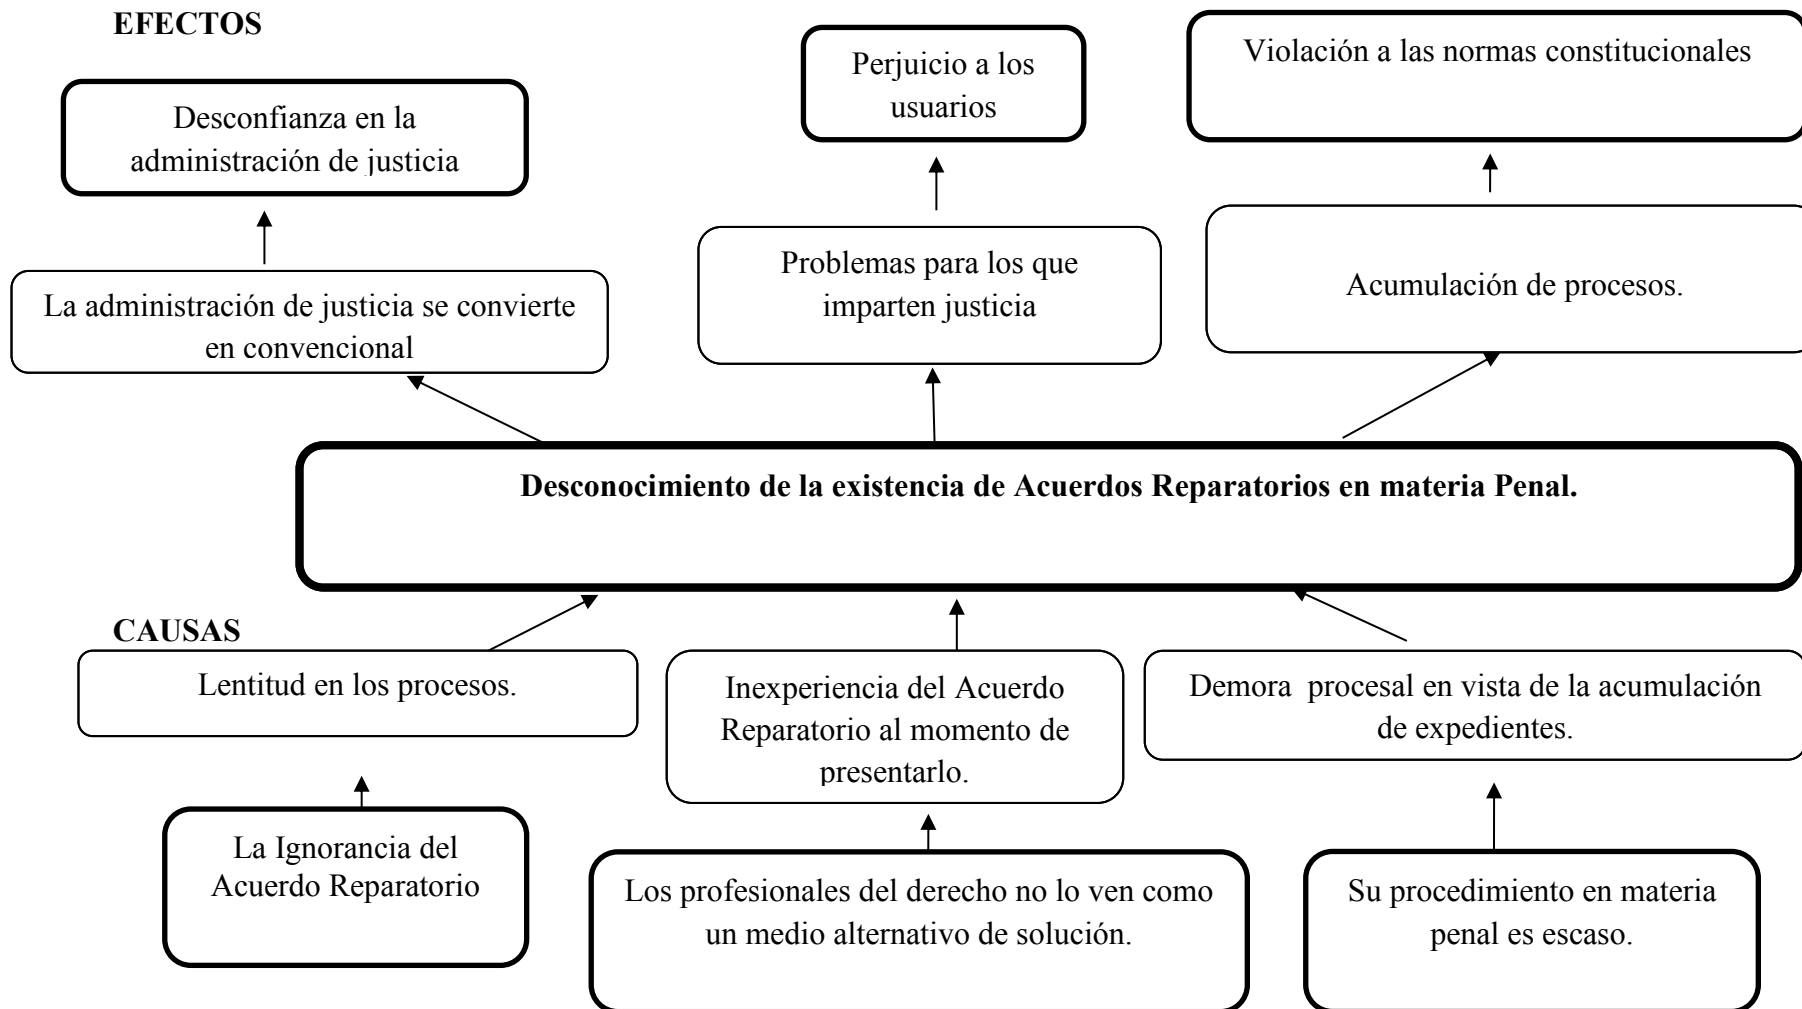 EFECTOS
Desconfianza en la
administración de justicia
Perjuicio a los
usuarios
Violación a las normas constitucionales
La administración de justicia se convierte
en convencional
Problemas para los que
imparten justicia
Acumulación de procesos.
Desconocimiento de la existencia de Acuerdos Reparatorios en materia Penal.
CAUSAS
Lentitud en los procesos.
Inexperiencia del Acuerdo
Reparatorio al momento de
presentarlo.
Demora  procesal en vista de la acumulación
de expedientes.
La Ignorancia del
Acuerdo Reparatorio
Los profesionales del derecho no lo ven como
un medio alternativo de solución.
Su procedimiento en materia
penal es escaso.